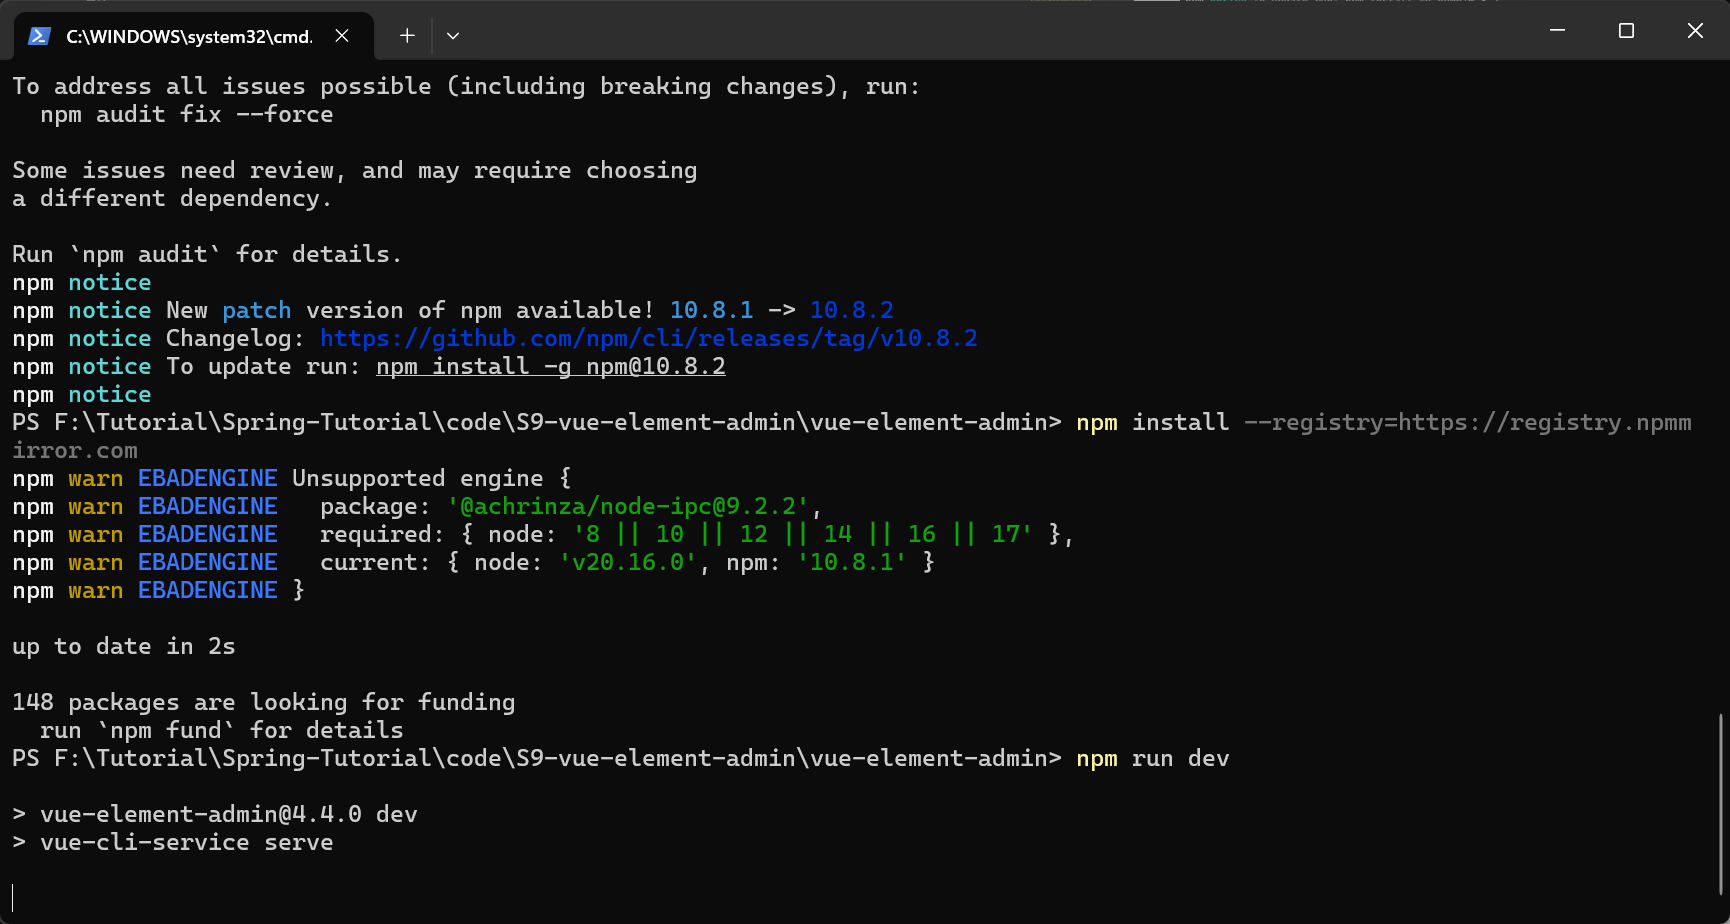 C:\WINDOWS\system32\cmd.
To address all issues possible (including breaking changes), run:
  npm audit fix --force
Some issues need review, and may require choosing
a different dependency.
Run `npm audit` for details.
npm notice
npm notice New patch version of npm available! 10.8.1 -> 10.8.2
npm notice Changelog: https://github.com/npm/cli/releases/tag/v10.8.2
npm notice To update run: npm install -g npm@10.8.2
npm notice
PS F:\Tutorial\Spring-Tutorial\code\S9-vue-element-admin\vue-element-admin> npm install --registry=https://registry.npmm
irror.com
npm warn EBADENGINE Unsupported engine {
npm warn EBADENGINE   package: '@achrinza/node-ipc@9.2.2',
npm warn EBADENGINE   required: { node: '8 || 10 || 12 || 14 || 16 || 17' },
npm warn EBADENGINE   current: { node: 'v20.16.0', npm: '10.8.1' }
npm warn EBADENGINE }
up to date in 2s
148 packages are looking for funding
  run `npm fund` for details
PS F:\Tutorial\Spring-Tutorial\code\S9-vue-element-admin\vue-element-admin> npm run dev
> vue-element-admin@4.4.0 dev
> vue-cli-service serve